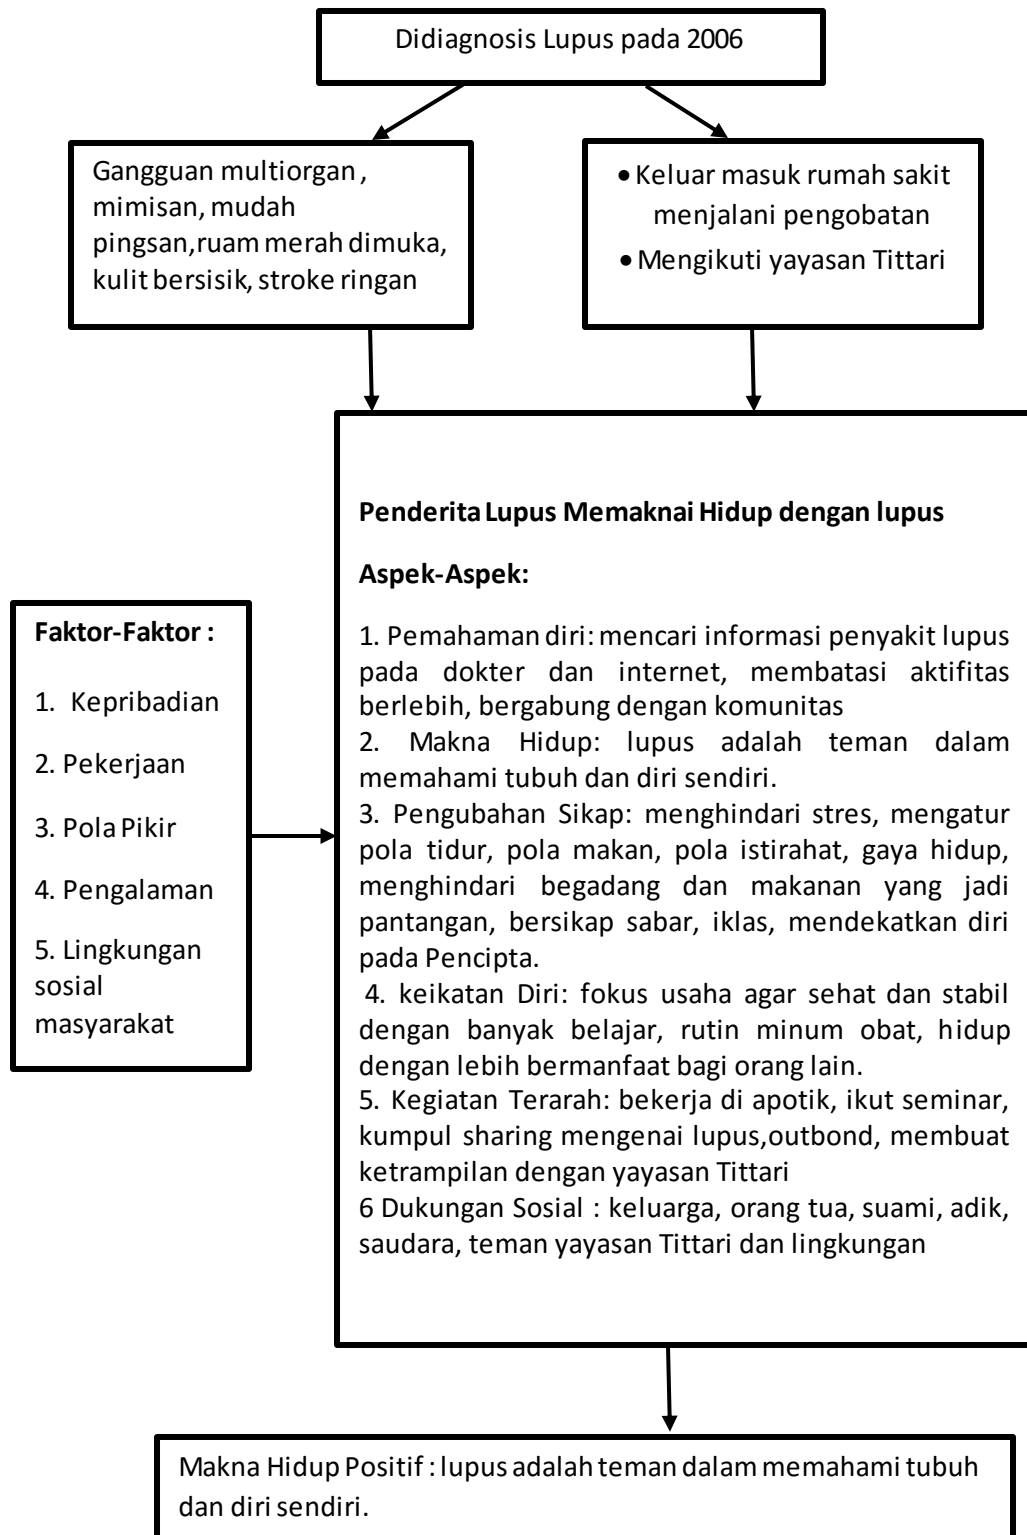 Didiagnosis Lupus pada 2006
Gangguan multiorgan ,
mimisan, mudah
pingsan,ruam merah dimuka,
kulit bersisik, stroke ringan
• Keluar masuk rumah sakit
menjalani pengobatan
• Mengikuti yayasan Tittari
Faktor-Faktor :
1. Kepribadian
2. Pekerjaan
3. Pola Pikir
4. Pengalaman
5. Lingkungan
sosial
masyarakat
Penderita Lupus Memaknai Hidup dengan lupus
Aspek-Aspek:
1. Pemahaman diri: mencari informasi penyakit lupus
pada dokter dan internet, membatasi aktifitas
berlebih, bergabung dengan komunitas
2. Makna Hidup: lupus adalah teman dalam
memahami tubuh dan diri sendiri.
3. Pengubahan Sikap: menghindari stres, mengatur
pola tidur, pola makan, pola istirahat, gaya hidup,
menghindari begadang dan makanan yang jadi
pantangan, bersikap sabar, iklas, mendekatkan diri
pada Pencipta.
4. keikatan Diri: fokus usaha agar sehat dan stabil
dengan banyak belajar, rutin minum obat, hidup
dengan lebih bermanfaat bagi orang lain.
5. Kegiatan Terarah: bekerja di apotik, ikut seminar,
kumpul sharing mengenai lupus,outbond, membuat
ketrampilan dengan yayasan Tittari
6 Dukungan Sosial : keluarga, orang tua, suami, adik,
saudara, teman yayasan Tittari dan lingkungan
Makna Hidup Positif : lupus adalah teman dalam memahami tubuh
dan diri sendiri.